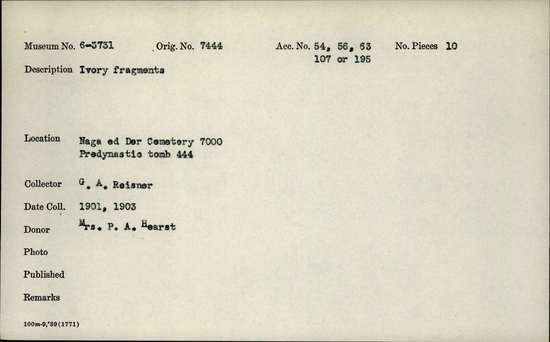 Museum No. 6-3731 Orig. No. 7444 Acc. No. 54, 56, 63 No. Pieces 10
107 or 195
Description Ivory fragments
Location Naga ed Der Cemetery 7000
Predynastic tomb 444
Collector G. A. Reisner
Date Coll. 1901, 1903
Donor Mrs. P. A. Hearst
Photo
Published
Remarks
100m-9,'39(1771)